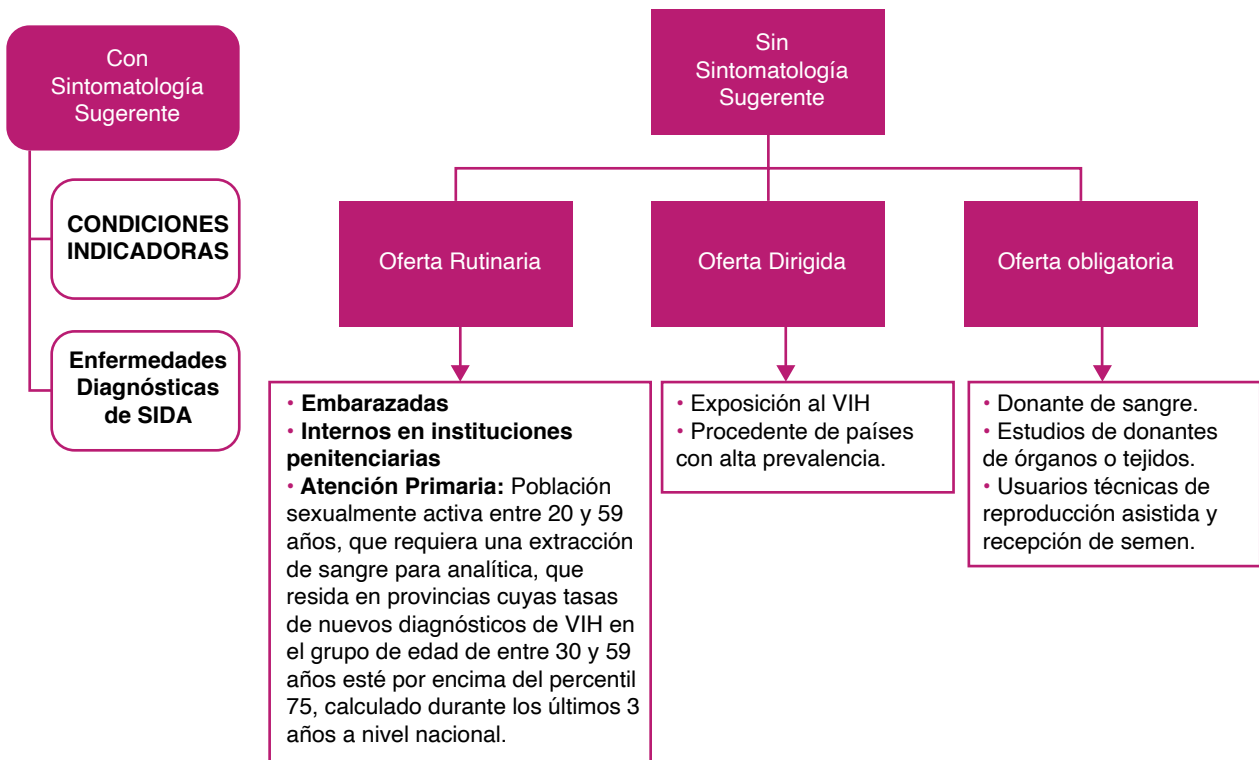 Con
Sintomatología
Sugerente
CONDICIONES
INDICADORAS
Enfermedades
Diagnósticas
de SIDA
Sin
Sintomatología
Sugerente
Oferta Rutinaria
• Embarazadas
• Internos en instituciones
penitenciarias
• Atención Primaria: Población
sexualmente activa entre 20 y 59
años, que requiera una extracción
de sangre para analítica, que
resida en provincias cuyas tasas
de nuevos diagnósticos de VIH en
el grupo de edad de entre 30 y 59
años esté por encima del percentil
75, calculado durante los últimos 3
años a nivel nacional.
Oferta Dirigida
• Exposición al VIH
• Procedente de países
con alta prevalencia.
Oferta obligatoria
• Donante de sangre.
• Estudios de donantes
de órganos o tejidos.
• Usuarios técnicas de
reproducción asistida y
recepción de semen.